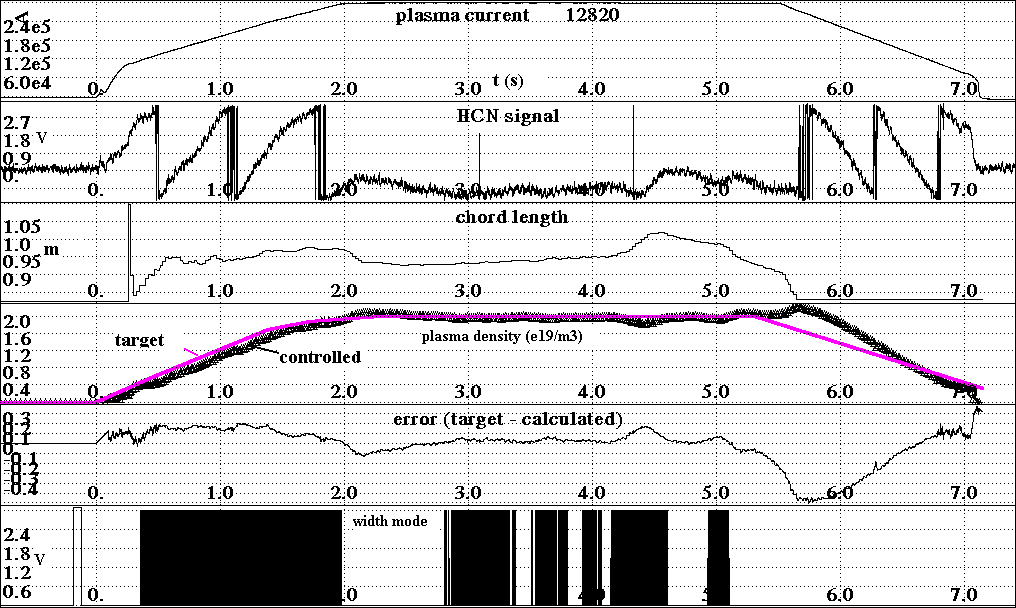 plasma current 12820
A
2.4e5
1.8e5
1.2e5
6.0e4
t (s)
0. 1.0 2.0 3.0 4.0 5.0 6.0 7.0
HCN signal
2.7
1.8 V
0.9
0.
0. 1.0 2.0 3.0 4.0 5.0 6.0 7.0
chord length
1.05
1.0 m
0.95
0.9
0. 1.0 2.0 3.0 4.0 5.0 6.0 7.0
2.0
target
plasma density (e19/m3)
1.6
1.2
controlled
0.8
0.4
0. 1.0 2.0 3.0 4.0 5.0 6.0 7.0
error (target - calculated)
0.3
0.2
0.1
0.
-0.1
-0.2
-0.3
-0.4
0. 1.0 2.0 3.0 4.0 5.0 6.0 7.0
width mode
2.4
1.8 V
1.2
0.6
0. .0 3.0 4.0 5.0 6.0 7.0